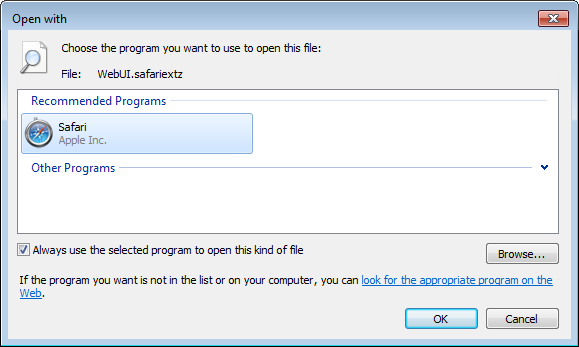 Open with
Choose the program you want to use to open this file:
File: WebUI.safariextz
Recommended Programs
Safari
Apple Inc.
Other Programs
Always use the selected program to open this kind of file
Browse...
If the program you want is not in the list or on your computer, you can look for the appropriate program on the
Web.
OK Cancel